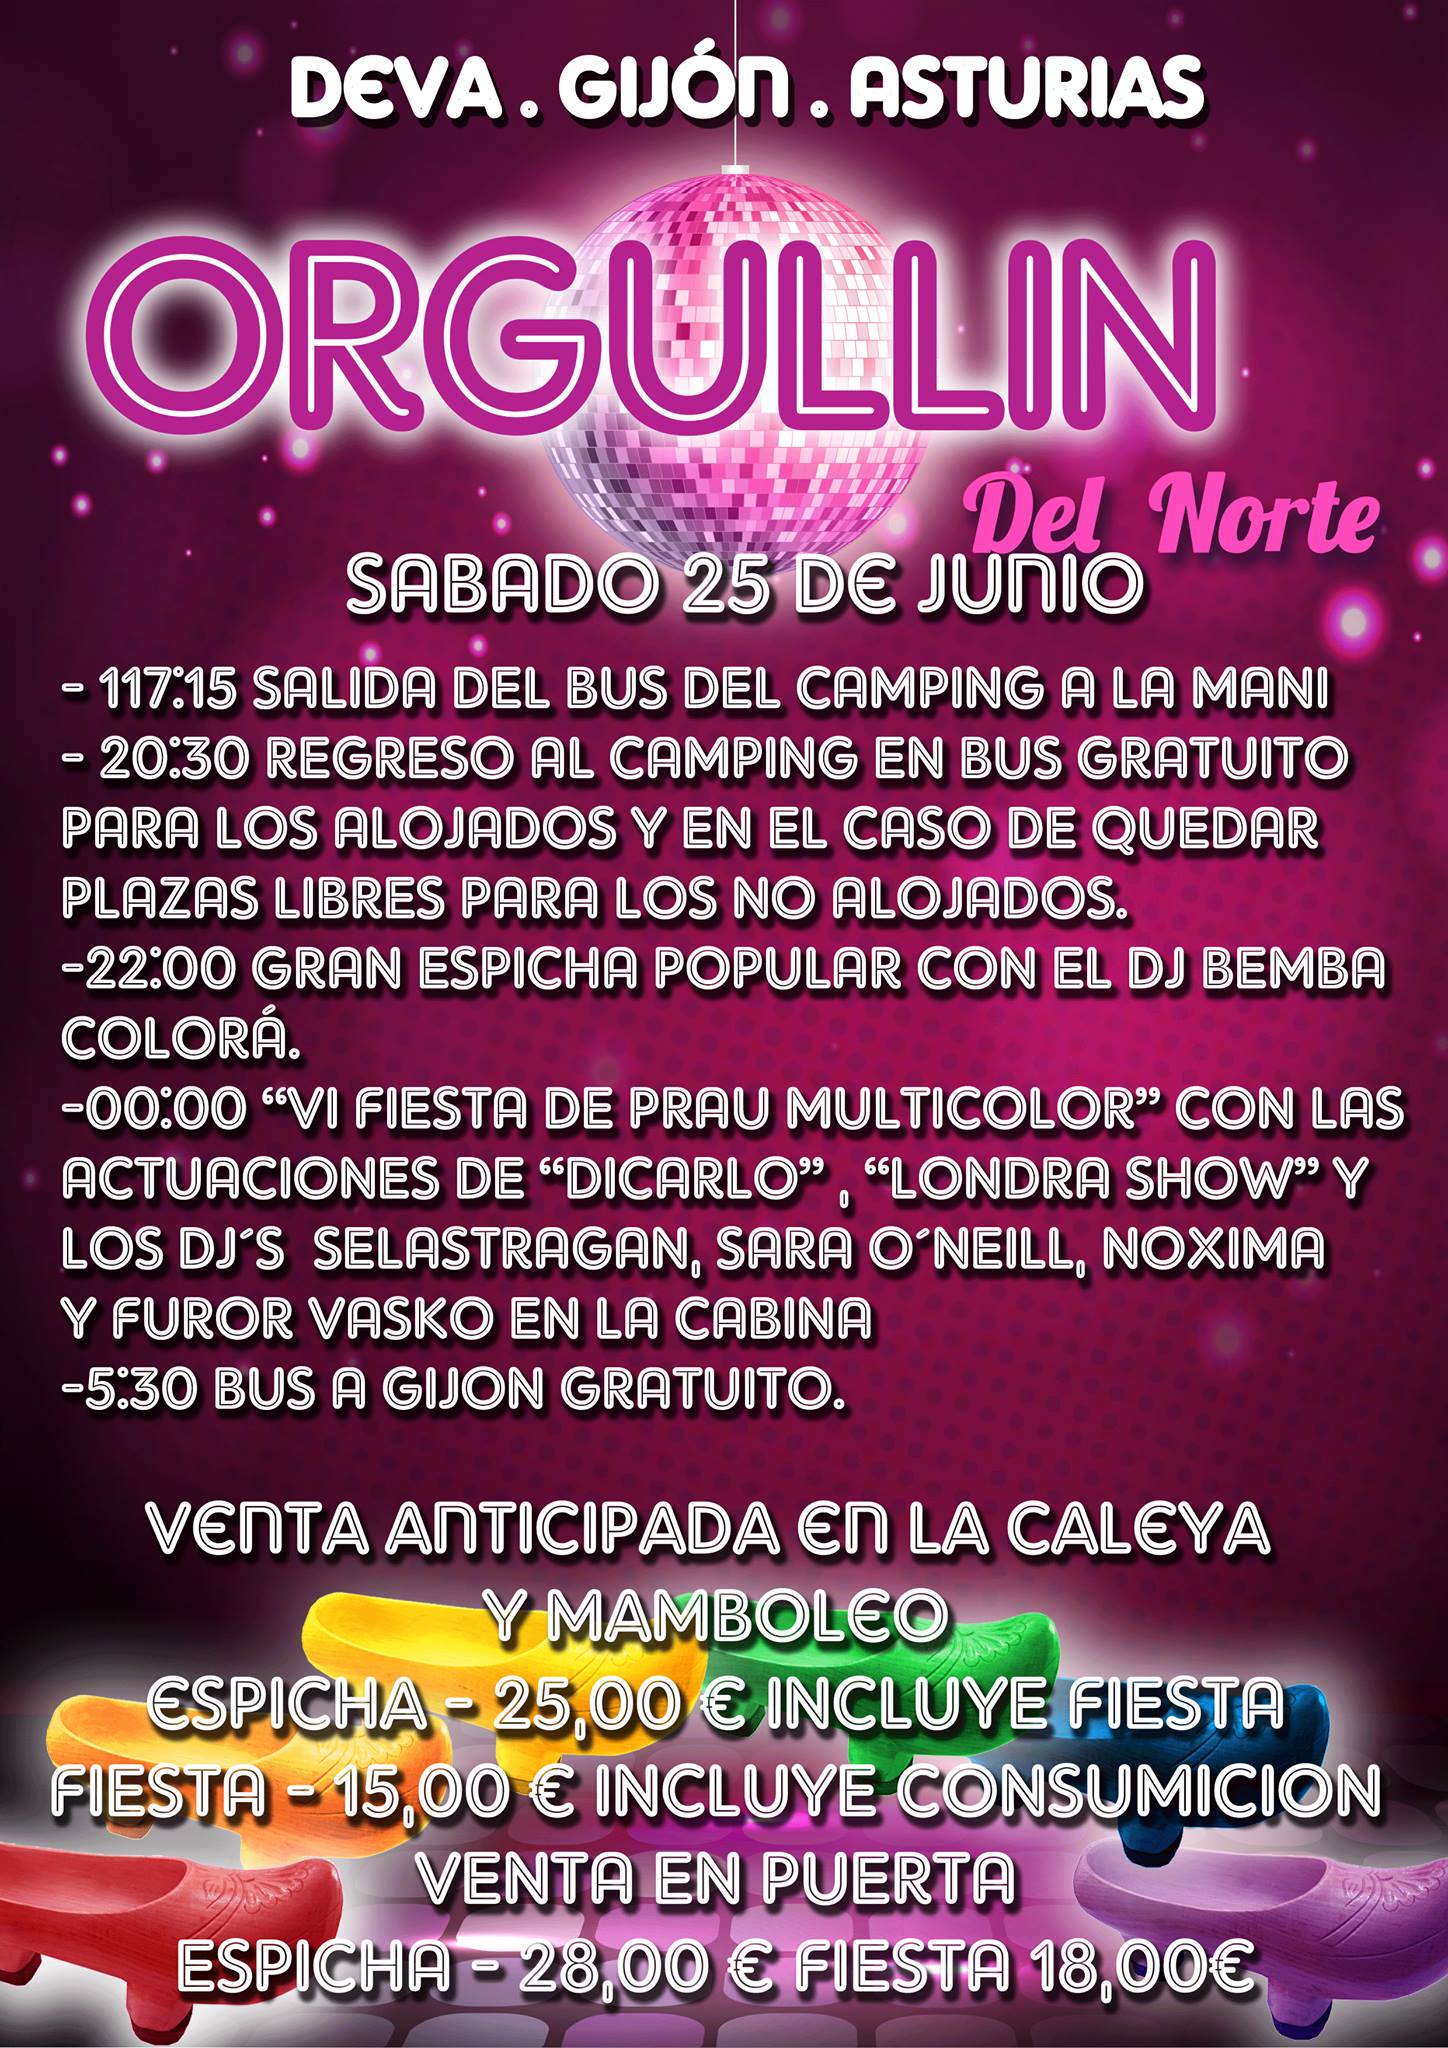 DEVA . GIJÓN . ASTURIAS
ORGULLIN
Del Norte
SABADO 25 DE JUNIO
- 117:15 SALIDA DEL BUS DEL CAMPING A LA MANI
- 20:30 REGRESO AL CAMPING EN BUS GRATUITO
PARA LOS ALOJADOS Y EN EL CASO DE QUEDAR
PLAZAS LIBRES PARA LOS NO ALOJADOS.
-22:00 GRAN ESPICHA POPULAR CON EL DJ BEMBA
COLORÁ.
-00:00 “VI FIESTA DE PRAU MULTICOLOR” CON LAS
ACTUACIONES DE “DICARLO” , “LONDRA SHOW” Y
LOS DJ´S SELASTRAGAN, SARA O´NEILL, NOXIMA
Y FUROR VASKO EN LA CABINA
-5:30 BUS A GIJON GRATUITO.
VENTA ANTICIPADA EN LA CALEYA
Y MAMBOLEO
ESPICHA - 25,00 € INCLUYE FIESTA
FIESTA - 15,00 € INCLUYE CONSUMICION
VENTA EN PUERTA
ESPICHA - 28,00 € FIESTA 18,00€